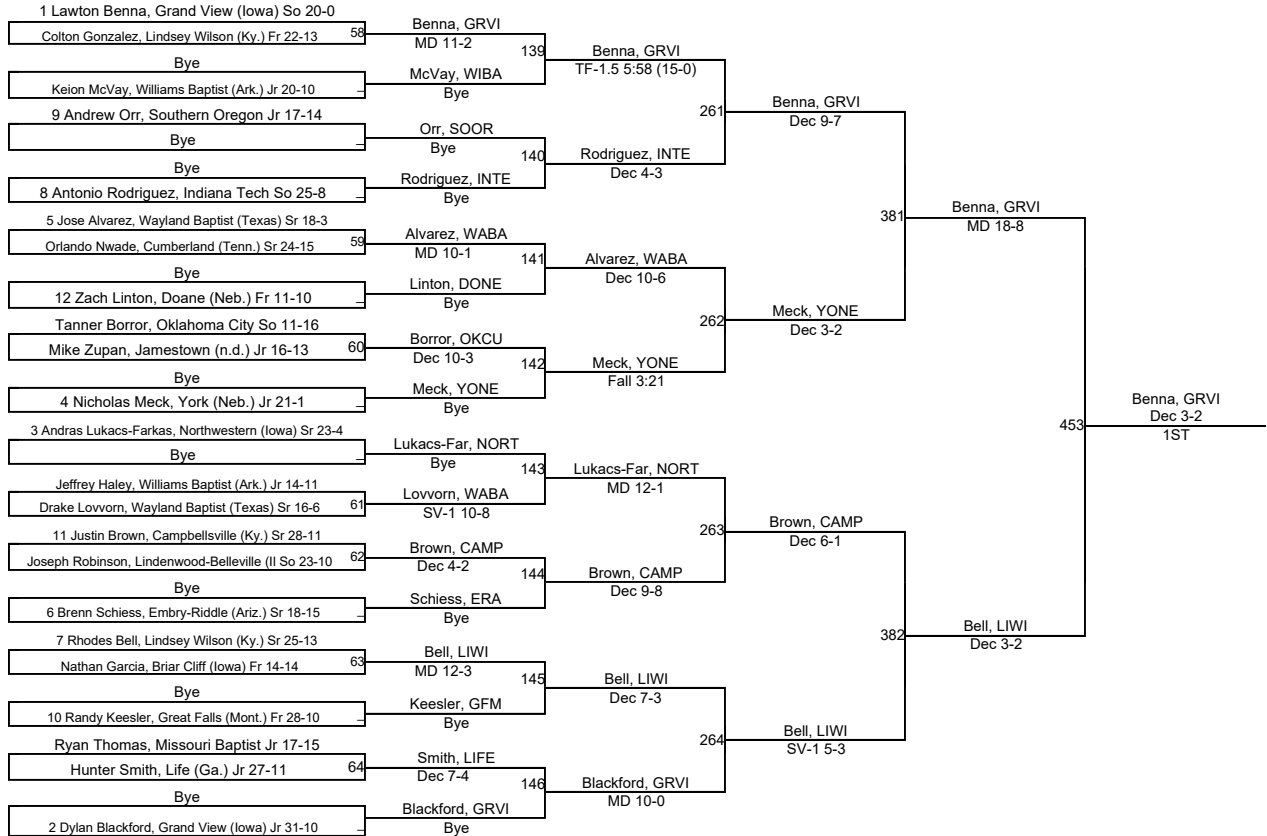 1 Lawton Benna, Grand View (Iowa) So 20-0
Colton Gonzalez, Lindsey Wilson (Ky.) Fr 22-13
58
Bye
Keion McVay, Williams Baptist (Ark.) Jr 20-10
_
9 Andrew Orr, Southern Oregon Jr 17-14
Bye
_
Bye
8 Antonio Rodriguez, Indiana Tech So 25-8
_
5 Jose Alvarez, Wayland Baptist (Texas) Sr 18-3
Orlando Nwade, Cumberland (Tenn.) Sr 24-15
59
Bye
12 Zach Linton, Doane (Neb.) Fr 11-10
_
Tanner Borror, Oklahoma City So 11-16
Mike Zupan, Jamestown (n.d.) Jr 16-13
60
Bye
4 Nicholas Meck, York (Neb.) Jr 21-1
_
3 Andras Lukacs-Farkas, Northwestern (Iowa) Sr 23-4
Bye
_
Jeffrey Haley, Williams Baptist (Ark.) Jr 14-11
Drake Lovvorn, Wayland Baptist (Texas) Sr 16-6
61
11 Justin Brown, Campbellsville (Ky.) Sr 28-11
Joseph Robinson, Lindenwood-Belleville (Il So 23-10
62
Bye
6 Brenn Schiess, Embry-Riddle (Ariz.) Sr 18-15
_
7 Rhodes Bell, Lindsey Wilson (Ky.) Sr 25-13
Nathan Garcia, Briar Cliff (Iowa) Fr 14-14
63
Bye
10 Randy Keesler, Great Falls (Mont.) Fr 28-10
_
Ryan Thomas, Missouri Baptist Jr 17-15
Hunter Smith, Life (Ga.) Jr 27-11
64
Bye
2 Dylan Blackford, Grand View (Iowa) Jr 31-10
_
Benna, GRVI
MD 11-2
139
McVay, WIBA
Bye
Orr, SOOR
Bye
140
Rodriguez, INTE
Bye
Alvarez, WABA
MD 10-1
141
Linton, DONE
Bye
Borror, OKCU
Dec 10-3
142
Meck, YONE
Bye
Lukacs-Far, NORT
Bye
143
Lovvorn, WABA
SV-1 10-8
Brown, CAMP
Dec 4-2
144
Schiess, ERA
Bye
Bell, LIWI
MD 12-3
145
Keesler, GFM
Bye
Smith, LIFE
Dec 7-4
146
Blackford, GRVI
Bye
Benna, GRVI
TF-1.5 5:58 (15-0)
261
Rodriguez, INTE
Dec 4-3
Alvarez, WABA
Dec 10-6
262
Meck, YONE
Fall 3:21
Lukacs-Far, NORT
MD 12-1
263
Brown, CAMP
Dec 9-8
Bell, LIWI
Dec 7-3
264
Blackford, GRVI
MD 10-0
Benna, GRVI
Dec 9-7
381
Meck, YONE
Dec 3-2
Brown, CAMP
Dec 6-1
382
Bell, LIWI
SV-1 5-3
Benna, GRVI
MD 18-8
453
Bell, LIWI
Dec 3-2
Benna, GRVI
Dec 3-2
1ST